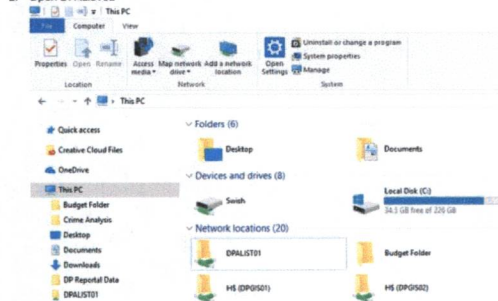 This PC
File Computer View
Properties Open Rename Access media Map network drive Add a network location Open Settings Uninstall or change a program
System properties
Manage
Location Network System
This PC
Quick access
Creative Cloud Files
OneDrive
This PC
Budget Folder
Crime Analysis
Desktop
Documents
Downloads
DP Reportal Data
DPALIST01
Folders (6)
Desktop Documents
Devices and drives (8)
Swish Local Disk (C:)
34.5 GB free of 226 GB
Network locations (20)
DPALIST01 Budget Folder
H$ (DPGIS01) H$ (DPGIS02)